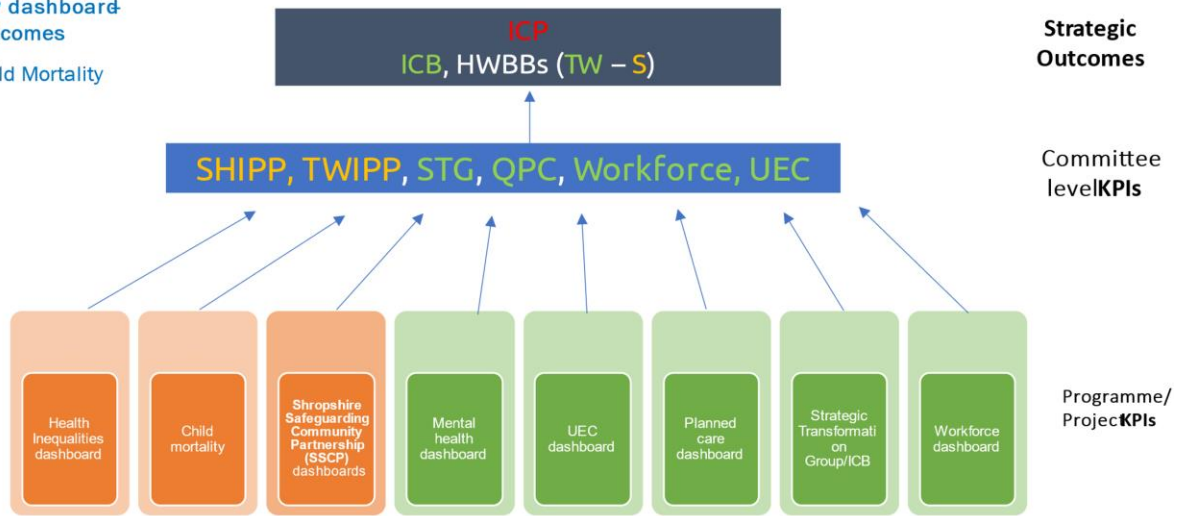 dashboard
comes
Mortality
ICP
ICB, HWBBs (TW – S)
Strategic
Outcomes
SHIPP, TWIPP, STG, QPC, Workforce, UEC
Committee
levelKPIs
Health
Inequalities
dashboard
Child
mortality
Shropshire
Safeguarding
Community
Partnership
(SSCP)
dashboards
Mental
health
dashboard
UEC
dashboard
Planned
care
dashboard
Strategic
Transformati
on
Group/ICB
Workforce
dashboard
Programme/
ProjectKPIs